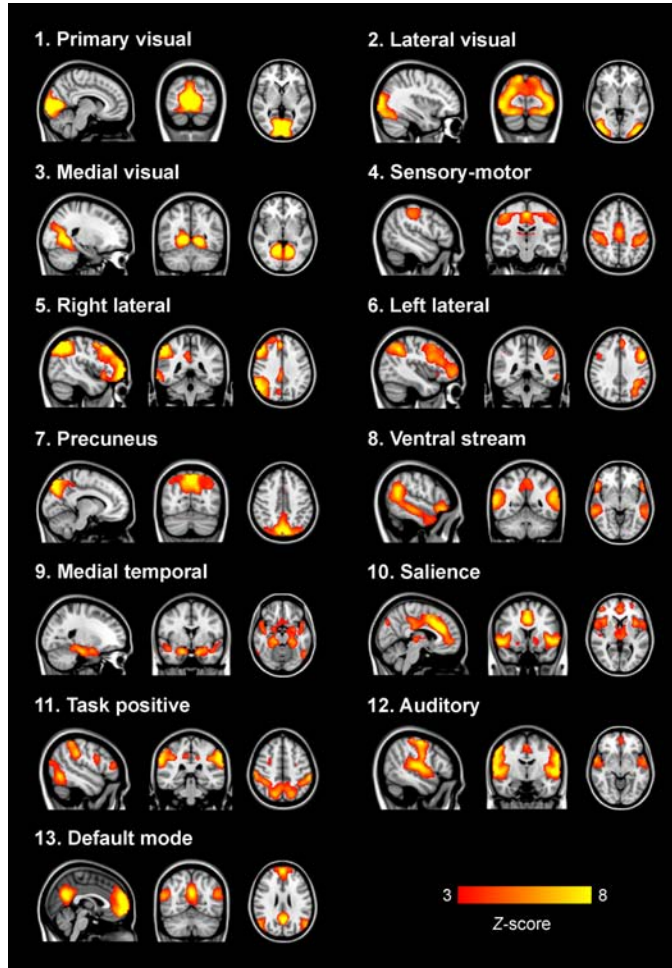 1. Primary visual
2. Lateral visual
3. Medial visual
4. Sensory-motor
5. Right lateral
6. Left lateral
7. Precuneus
8. Ventral stream
9. Medial temporal
10. Salience
11. Task positive
12. Auditory
13. Default mode
3 8
Z-score